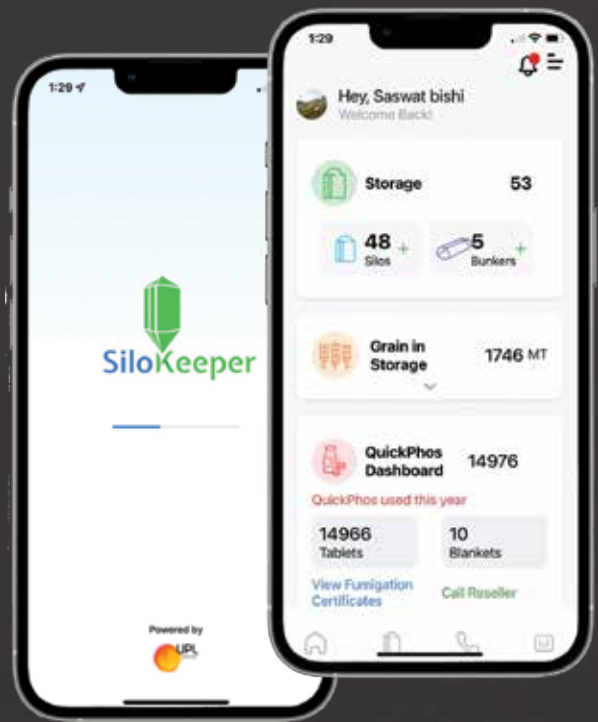 1:29
SiloKeeper
Powered by
UPL
1:29
Hey, Saswat bishi
Welcome Back!
Storage 53
48 +
Silos
5 +
Bunkers
Grain in
Storage
1746 MT
QuickPhos
Dashboard
14976
QuickPhos used this year
14966
Tablets
10
Blankets
View Fumigation
Certificates
Call Reseller